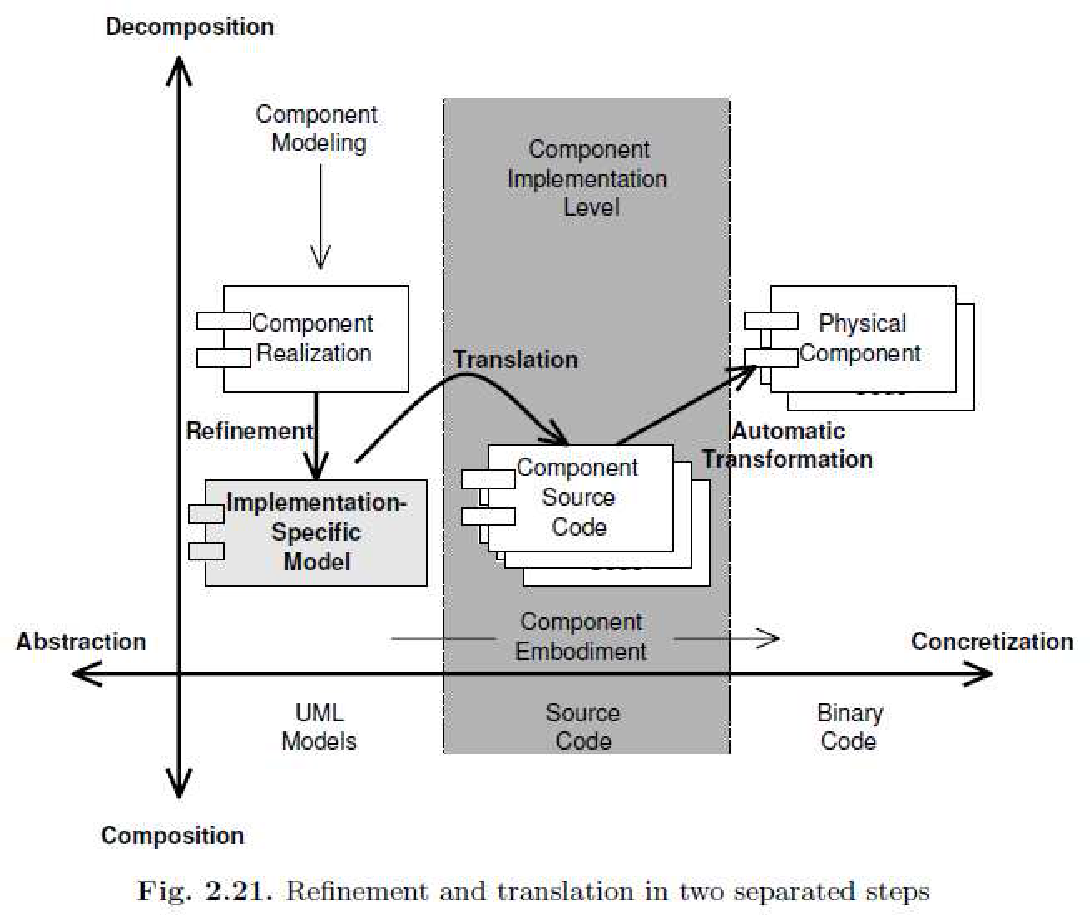 Decomposition
Component
Modeling
Component
Implementation
Level
Component
Realization
Physical
Component
Translation
Refinement
Automatic
Transformation
Implementation-
Specific
Model
Component
Source
Code
Component
Embodiment
Abstraction
Concretization
UML
Models
Source
Code
Binary
Code
Composition
Fig. 2.21. Refinement and translation in two separated steps